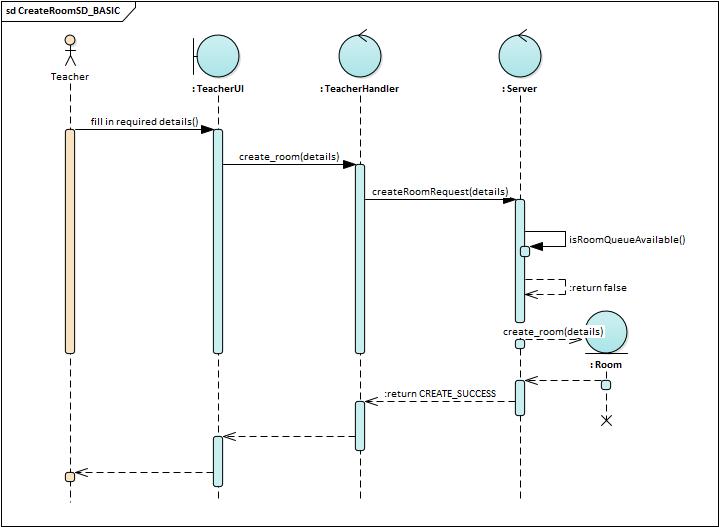 sd CreateRoomSD_BASIC
Teacher
: TeacherUI
: TeacherHandler
: Server
fill in required details()
create_room(details)
createRoomRequest(details)
isRoomQueueAvailable()
:return false
create_room(details)
: Room
:return CREATE_SUCCESS